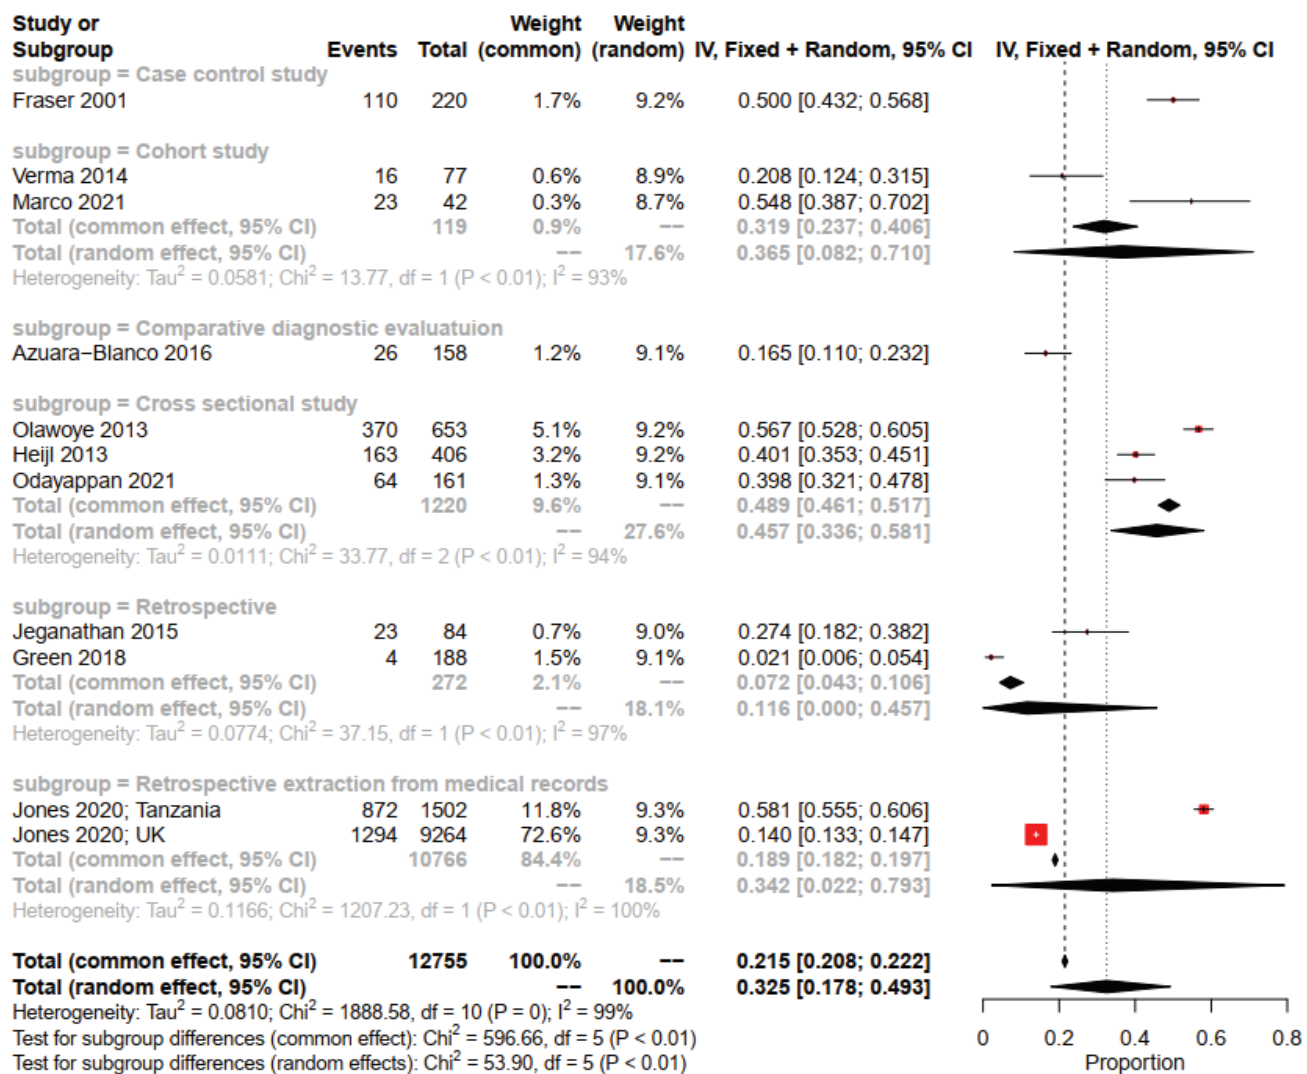 Study or Weight Weight
Subgroup Events Total (common) (random) IV, Fixed + Random, 95% CI IV, Fixed + Random, 95% CI
subgroup = Case control study
Fraser 2001 110 220 1.7% 9.2% 0.500 [0.432; 0.568]
subgroup = Cohort study
Verma 2014 16 77 0.6% 8.9% 0.208 [0.124; 0.315]
Marco 2021 23 42 0.3% 8.7% 0.548 [0.387; 0.702]
Total (common effect, 95% CI) 119 0.9% −− 0.319 [0.237; 0.406]
Total (random effect, 95% CI) −− 17.6% 0.365 [0.082; 0.710]
Heterogeneity: Tau² = 0.0581; Chi² = 13.77, df = 1 (P < 0.01); I² = 93%
subgroup = Comparative diagnostic evaluatuion
Azuara−Blanco 2016 26 158 1.2% 9.1% 0.165 [0.110; 0.232]
subgroup = Cross sectional study
Olawoye 2013 370 653 5.1% 9.2% 0.567 [0.528; 0.605]
Heijl 2013 163 406 3.2% 9.2% 0.401 [0.353; 0.451]
Odayappan 2021 64 161 1.3% 9.1% 0.398 [0.321; 0.478]
Total (common effect, 95% CI) 1220 9.6% −− 0.489 [0.461; 0.517]
Total (random effect, 95% CI) −− 27.6% 0.457 [0.336; 0.581]
Heterogeneity: Tau² = 0.0111; Chi² = 33.77, df = 2 (P < 0.01); I² = 94%
subgroup = Retrospective
Jeganathan 2015 23 84 0.7% 9.0% 0.274 [0.182; 0.382]
Green 2018 4 188 1.5% 9.1% 0.021 [0.006; 0.054]
Total (common effect, 95% CI) 272 2.1% −− 0.072 [0.043; 0.106]
Total (random effect, 95% CI) −− 18.1% 0.116 [0.000; 0.457]
Heterogeneity: Tau² = 0.0774; Chi² = 37.15, df = 1 (P < 0.01); I² = 97%
subgroup = Retrospective extraction from medical records
Jones 2020; Tanzania 872 1502 11.8% 9.3% 0.581 [0.555; 0.606]
Jones 2020; UK 1294 9264 72.6% 9.3% 0.140 [0.133; 0.147]
Total (common effect, 95% CI) 10766 84.4% −− 0.189 [0.182; 0.197]
Total (random effect, 95% CI) −− 18.5% 0.342 [0.022; 0.793]
Heterogeneity: Tau² = 0.1166; Chi² = 1207.23, df = 1 (P < 0.01); I² = 100%
Total (common effect, 95% CI) 12755 100.0% −− 0.215 [0.208; 0.222]
Total (random effect, 95% CI) −− 100.0% 0.325 [0.178; 0.493]
Heterogeneity: Tau² = 0.0810; Chi² = 1888.58, df = 10 (P = 0); I² = 99%
Test for subgroup differences (common effect): Chi² = 596.66, df = 5 (P < 0.01)
Test for subgroup differences (random effects): Chi² = 53.90, df = 5 (P < 0.01)
0 0.2 0.4 0.6 0.8
Proportion